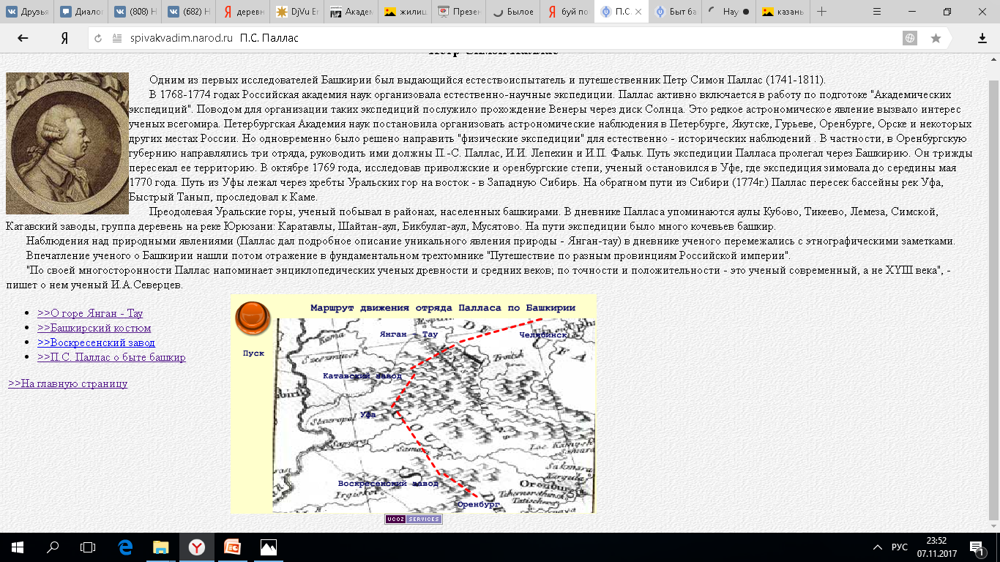 Друзья
Диалог
(808) Н
(682) Н
деревн
DjVu Er
Академ
жилищ
Презен
Былое
буй по
П.С.
Быт ба
Нау
казань
spivakvadim.narod.ru П.С. Паллас
Петр Симон Паллас
Одним из первых исследователей Башкирии был выдающийся естествоиспытатель и путешественник Петр Симон Паллас (1741-1811).
В 1768-1774 годах Российская академия наук организовала естественно-научные экспедиции. Паллас активно включается в работу по подготоке "Академических
экспедиций". Поводом для организации таких экспедиций послужило прохождение Венеры через диск Солнца. Это редкое астрономическое явление вызвало интерес
ученых всегомира. Петербургская Академия наук постановила организовать астрономические наблюдения в Петербурге, Якутске, Гурьеве, Оренбурге, Орске и некоторых
других местах России. Но одновременно было решено направить "физические экспедиции" для естественно - исторических наблюдений . В частности, в Оренбургскую
губернию направлялись три отряда, руководить ими должны П.-С. Паллас, И.И. Лепехин и И.П. Фальк. Путь экспедиции Палласа пролегал через Башкирию. Он трижды
пересекал ее территорию. В октябре 1769 года, исследовав приволжские и оренбургские степи, ученый остановился в Уфе, где экспедиция зимовала до середины мая
1770 года. Путь из Уфы лежал через хребты Уральских гор на восток - в Западную Сибирь. На обратном пути из Сибири (1774г.) Паллас пересек бассейны рек Уфа,
Быстрый Танып, проследовал к Каме.
Преодолевая Уральские горы, ученый побывал в районах, населенных башкирами. В дневнике Палласа упоминаются аулы Кубово, Тикеево, Лемеза, Симской,
Катавский заводы, группа деревень на реке Юрюзани: Каратавлы, Шайтан-аул, Бикбулат-аул, Мусятово. На пути экспедиции было много кочевьев башкир.
Наблюдения над природными явлениями (Паллас дал подробное описание уникального явления природы - Янган-тау) в дневнике ученого перемежались с этнографическими заметками.
Впечатление ученого о Башкирии нашли потом отражение в фундаментальном трехтомнике "Путешествие по разным провинциям Российской империи".
"По своей многосторонности Паллас напоминает энциклопедических ученых древности и средних веков; по точности и положительности - это ученый современный, а не XYIII века", -
пишет о нем ученый И.А.Северцев.
>>О горе Янган - Тау
>>Башкирский костюм
>>Воскресенский завод
>>П.С. Паллас о быте башкир
>>На главную страницу
Маршрут движения отряда Палласа по Башкирии
Янган - Тау
Челябинск
Пуск
Катавский завод
Уфа
Воскресенский завод
Orenburg
Оренбург
UCOZ SERVICES
РУС
23:52
07.11.2017
1